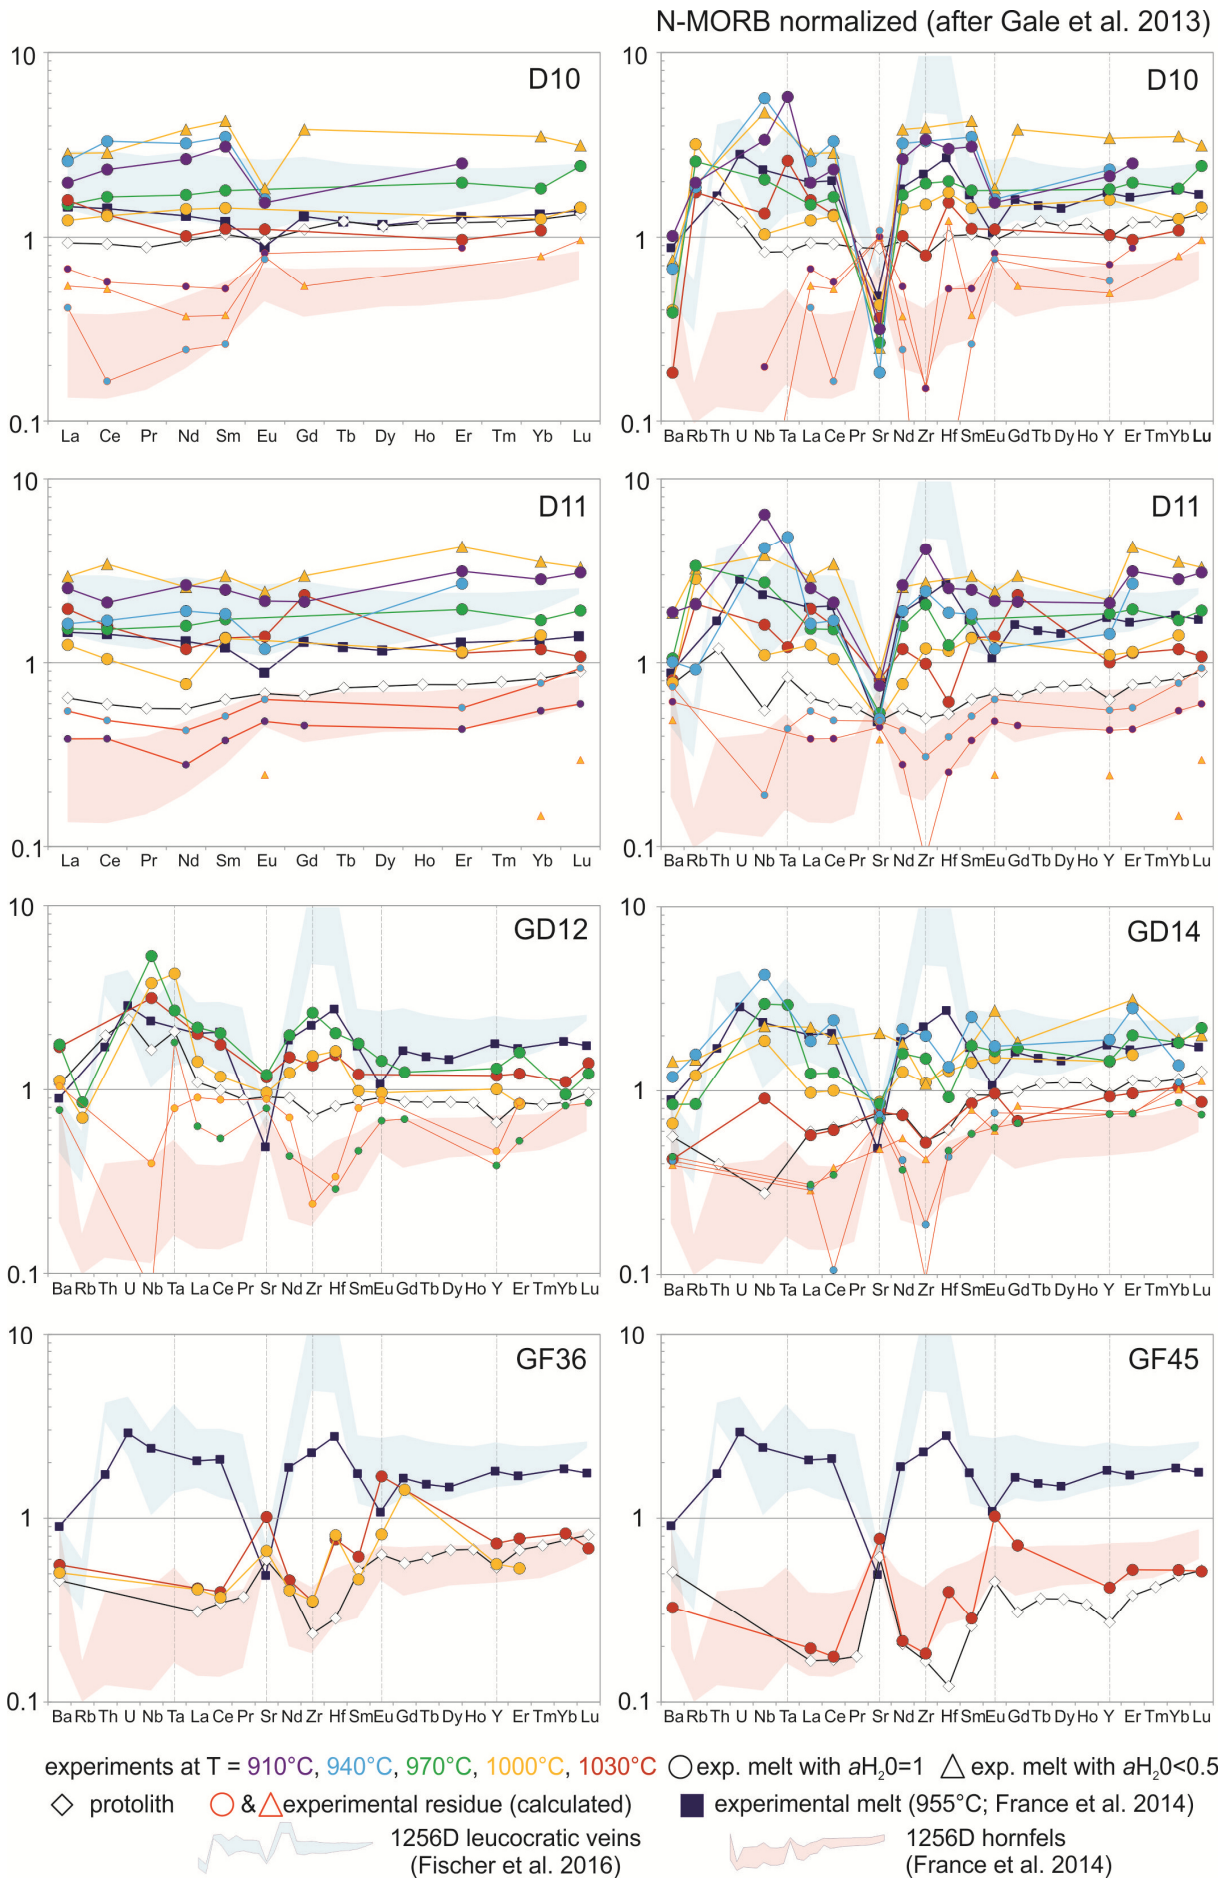 N-MORB normalized (after Gale et al. 2013)
10
D10
1
0.1
La Ce Pr Nd Sm Eu Gd Tb Dy Ho Er Tm Yb Lu
10
D10
1
0.1
Ba Rb Th U Nb Ta La Ce Pr Sr Nd Zr Hf Sm Eu Gd Tb Dy Ho Y Er Tm Yb Lu
10
D11
1
0.1
La Ce Pr Nd Sm Eu Gd Tb Dy Ho Er Tm Yb Lu
10
D11
1
0.1
Ba Rb Th U Nb Ta La Ce Pr Sr Nd Zr Hf Sm Eu Gd Tb Dy Ho Y Er Tm Yb Lu
10
GD12
1
0.1
Ba Rb Th U Nb Ta La Ce Pr Sr Nd Zr Hf Sm Eu Gd Tb Dy Ho Y Er Tm Yb Lu
10
GD14
1
0.1
Ba Rb Th U Nb Ta La Ce Pr Sr Nd Zr Hf Sm Eu Gd Tb Dy Ho Y Er Tm Yb Lu
10
GF36
1
0.1
Ba Rb Th U Nb Ta La Ce Pr Sr Nd Zr Hf Sm Eu Gd Tb Dy Ho Y Er Tm Yb Lu
10
GF45
1
0.1
Ba Rb Th U Nb Ta La Ce Pr Sr Nd Zr Hf Sm Eu Gd Tb Dy Ho Y Er Tm Yb Lu
experiments at T = 910°C, 940°C, 970°C, 1000°C, 1030°C exp. melt with aH₂0=1 exp. melt with aH₂0<0.5
protolith & experimental residue (calculated) experimental melt (955°C; France et al. 2014)
1256D leucocratic veins
(Fischer et al. 2016)
1256D hornfels
(France et al. 2014)